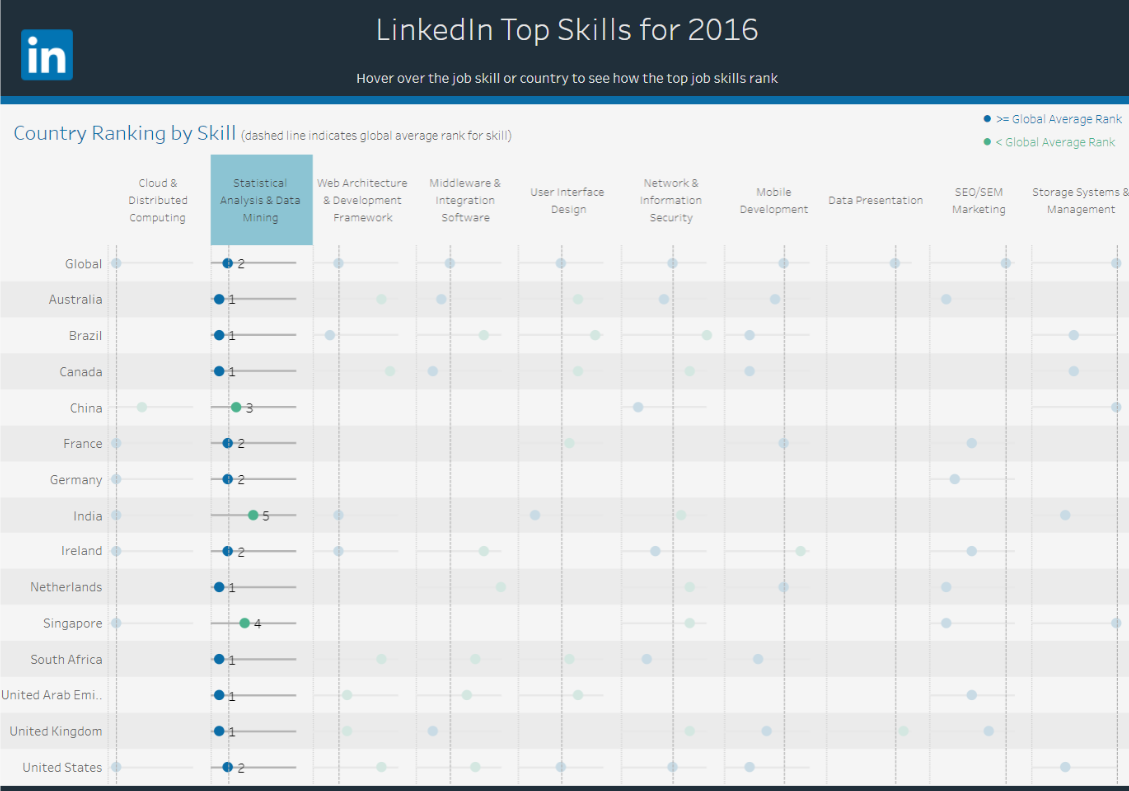 LinkedIn Top Skills for 2016
in
Hover over the job skill or country to see how the top job skills rank
Country Ranking by Skill (dashed line indicates global average rank for skill)
>= Global Average Rank
< Global Average Rank
Cloud &
Distributed
Computing
Statistical
Analysis & Data
Mining
Web Architecture
& Development
Framework
Middleware &
Integration
Software
User Interface
Design
Network &
Information
Security
Mobile
Development
Data Presentation
SEO/SEM
Marketing
Storage Systems &
Management
Global 2
Australia 1
Brazil 1
Canada 1
China 3
France 2
Germany 2
India 5
Ireland 2
Netherlands 1
Singapore 4
South Africa 1
United Arab Emi.. 1
United Kingdom 1
United States 2